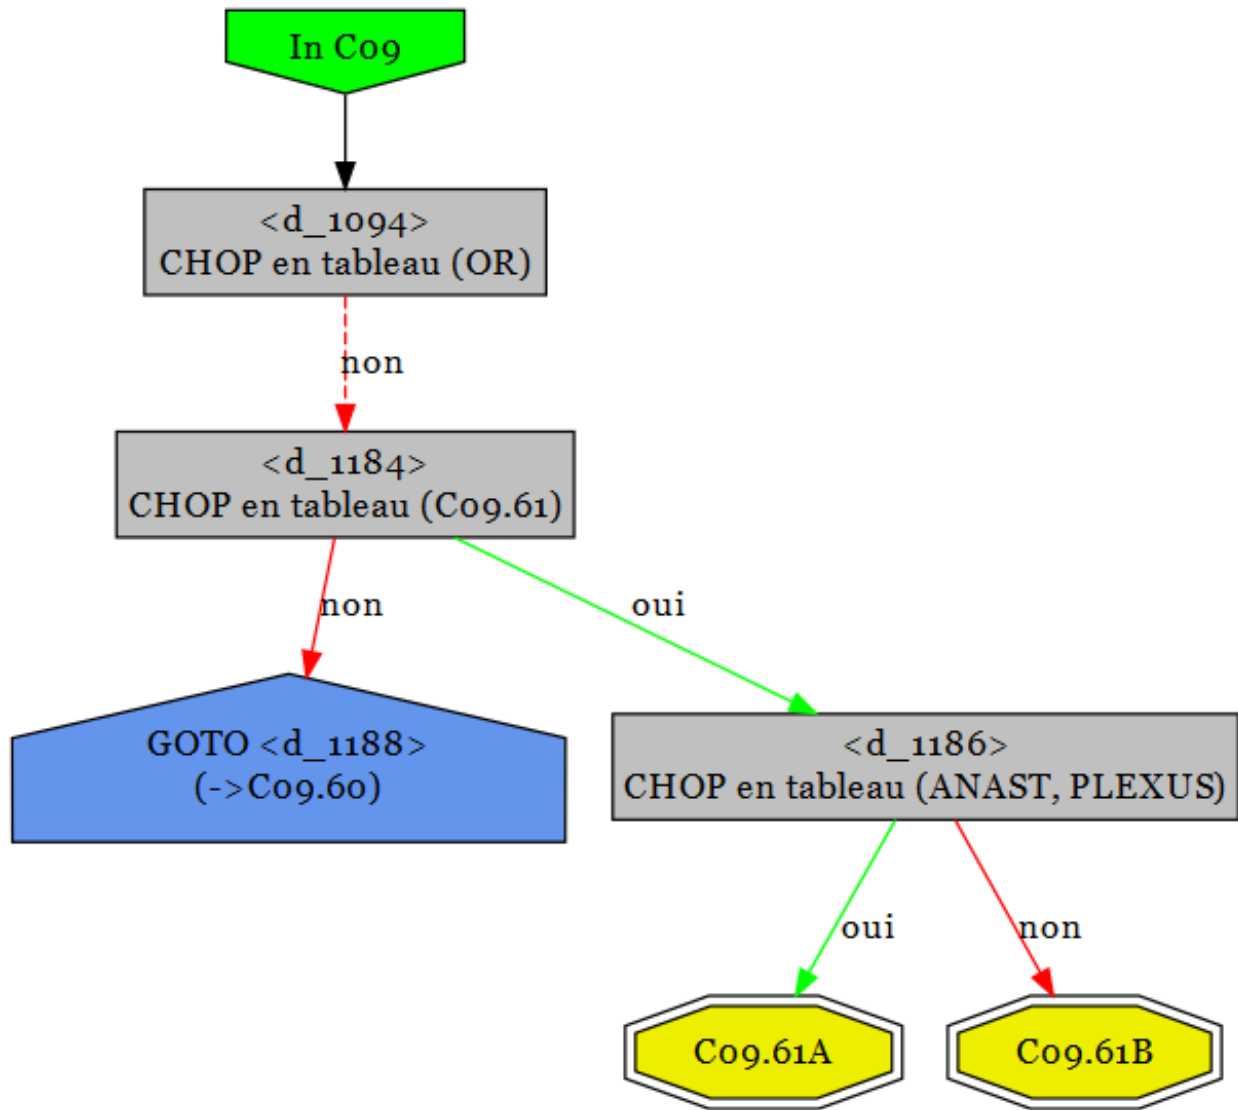 In C09
<d_1094>
CHOP en tableau (OR)
non
<d_1184>
CHOP en tableau (C09.61)
non
oui
GOTO <d_1188>
(->C09.60)
<d_1186>
CHOP en tableau (ANAST, PLEXUS)
oui
non
C09.61A
C09.61B